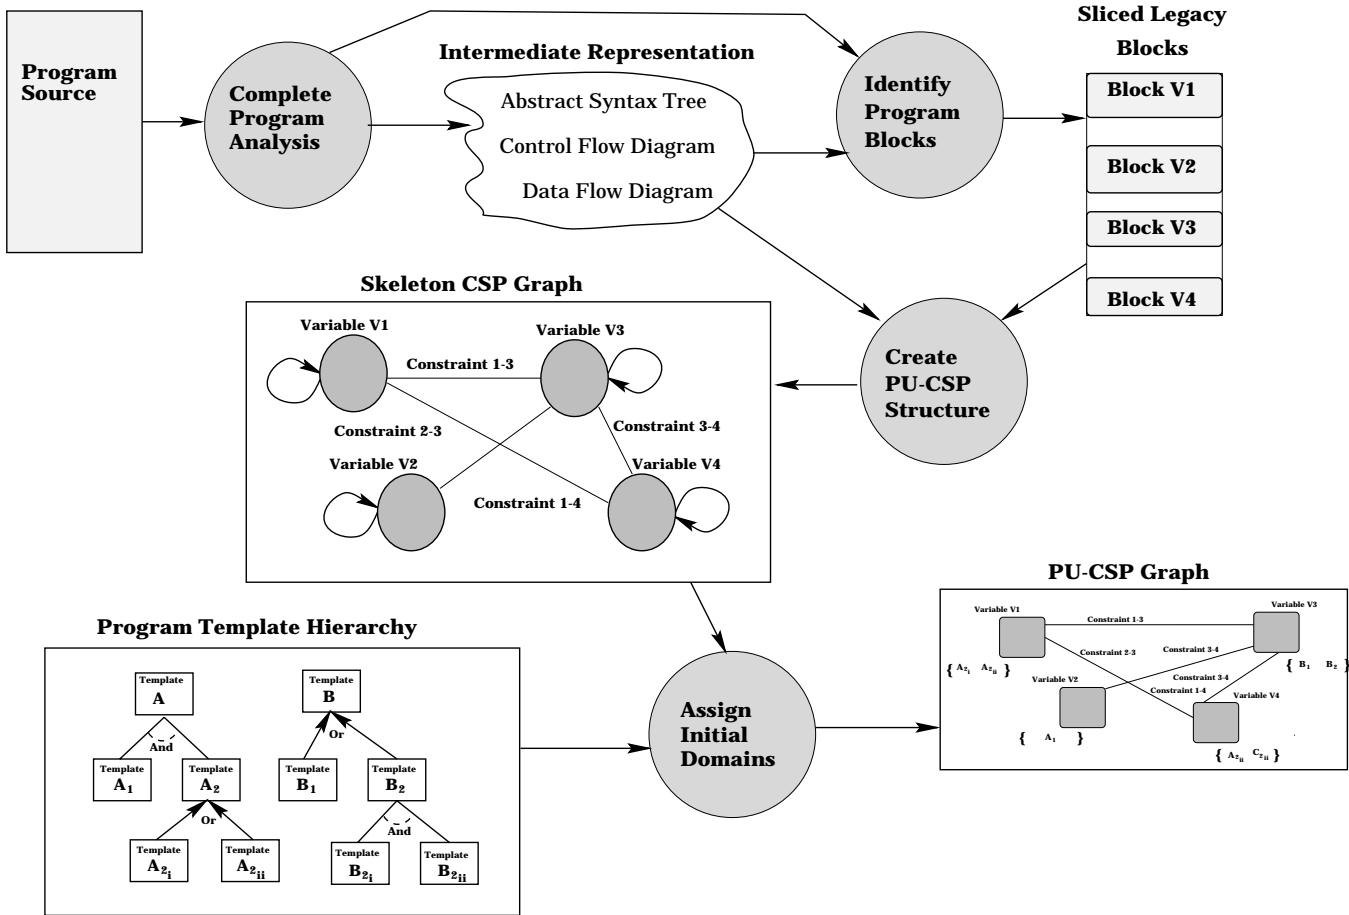 Program
Source
Complete
Program
Analysis
Intermediate Representation
Abstract Syntax Tree
Control Flow Diagram
Data Flow Diagram
Identify
Program
Blocks
Sliced Legacy
Blocks
Block V1
Block V2
Block V3
Block V4
Create
PU-CSP
Structure
Skeleton CSP Graph
Variable V1
Variable V3
Constraint 1-3
Constraint 2-3
Constraint 3-4
Variable V2
Variable V4
Constraint 1-4
Program Template Hierarchy
Template
A
And
Template
A1
Template
A2
Or
Template
A2i
Template
A2ii
Template
B
Or
Template
B1
Template
B2
And
Template
B2i
Template
B2ii
Assign
Initial
Domains
PU-CSP Graph
Variable V1
Variable V3
Constraint 1-3
Constraint 2-3
Constraint 3-4
{ A2i A2ii }
{ B1 B2 }
Variable V2
Constraint 3-4
Constraint 1-4
Variable V4
{ A1 }
{ A2ii C2ii }